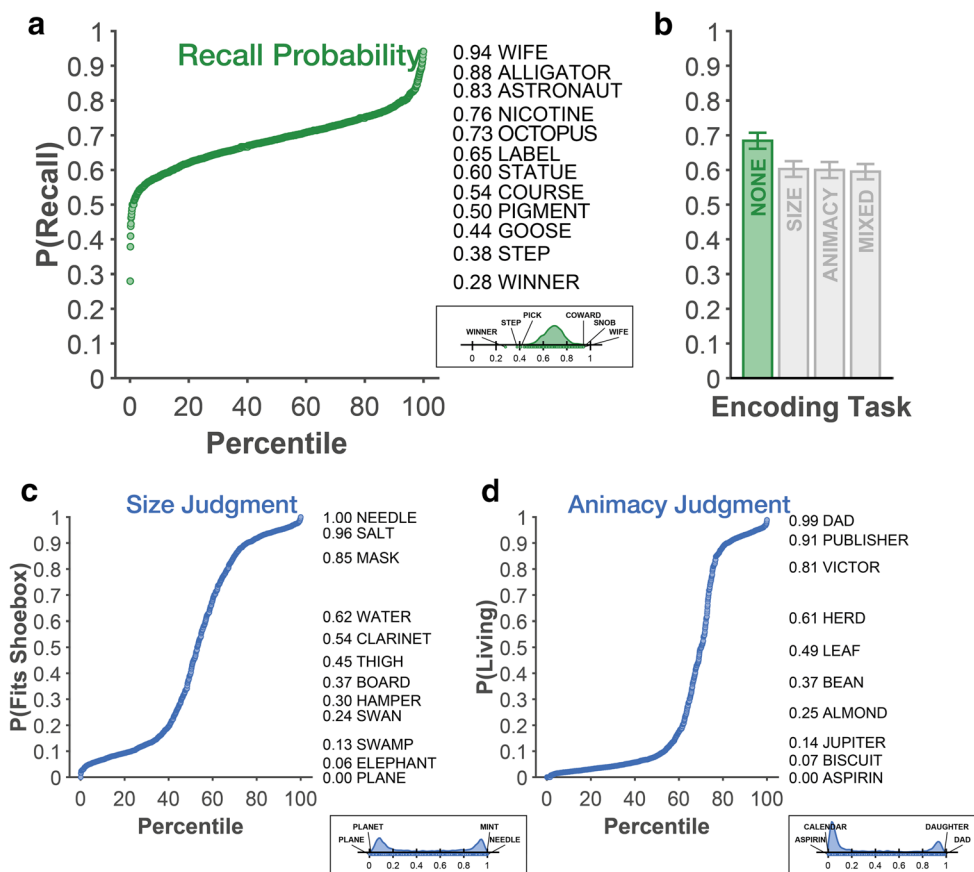 a
Recall Probability
P(Recall)
1
0.9
0.8
0.7
0.6
0.5
0.4
0.3
0.2
0.1
0
0 20 40 60 80 100
Percentile
0.94 WIFE
0.88 ALLIGATOR
0.83 ASTRONAUT
0.76 NICOTINE
0.73 OCTOPUS
0.65 LABEL
0.60 STATUE
0.54 COURSE
0.50 PIGMENT
0.44 GOOSE
0.38 STEP
0.28 WINNER
PICK COWARD
STEP SNOB
WINNER WIFE
0 0.2 0.4 0.6 0.8 1
b
1
0.9
0.8
0.7
0.6
0.5
0.4
0.3
0.2
0.1
0
NONE
SIZE
ANIMACY
MIXED
Encoding Task
c
Size Judgment
P(Fits Shoebox)
1
0.9
0.8
0.7
0.6
0.5
0.4
0.3
0.2
0.1
0
0 20 40 60 80 100
Percentile
1.00 NEEDLE
0.96 SALT
0.85 MASK
0.62 WATER
0.54 CLARINET
0.45 THIGH
0.37 BOARD
0.30 HAMPER
0.24 SWAN
0.13 SWAMP
0.06 ELEPHANT
0.00 PLANE
PLANET MINT
PLANE NEEDLE
0 0.2 0.4 0.6 0.8 1
d
Animacy Judgment
P(Living)
1
0.9
0.8
0.7
0.6
0.5
0.4
0.3
0.2
0.1
0
0 20 40 60 80 100
Percentile
0.99 DAD
0.91 PUBLISHER
0.81 VICTOR
0.61 HERD
0.49 LEAF
0.37 BEAN
0.25 ALMOND
0.14 JUPITER
0.07 BISCUIT
0.00 ASPIRIN
CALENDAR DAUGHTER
ASPIRIN DAD
0 0.2 0.4 0.6 0.8 1